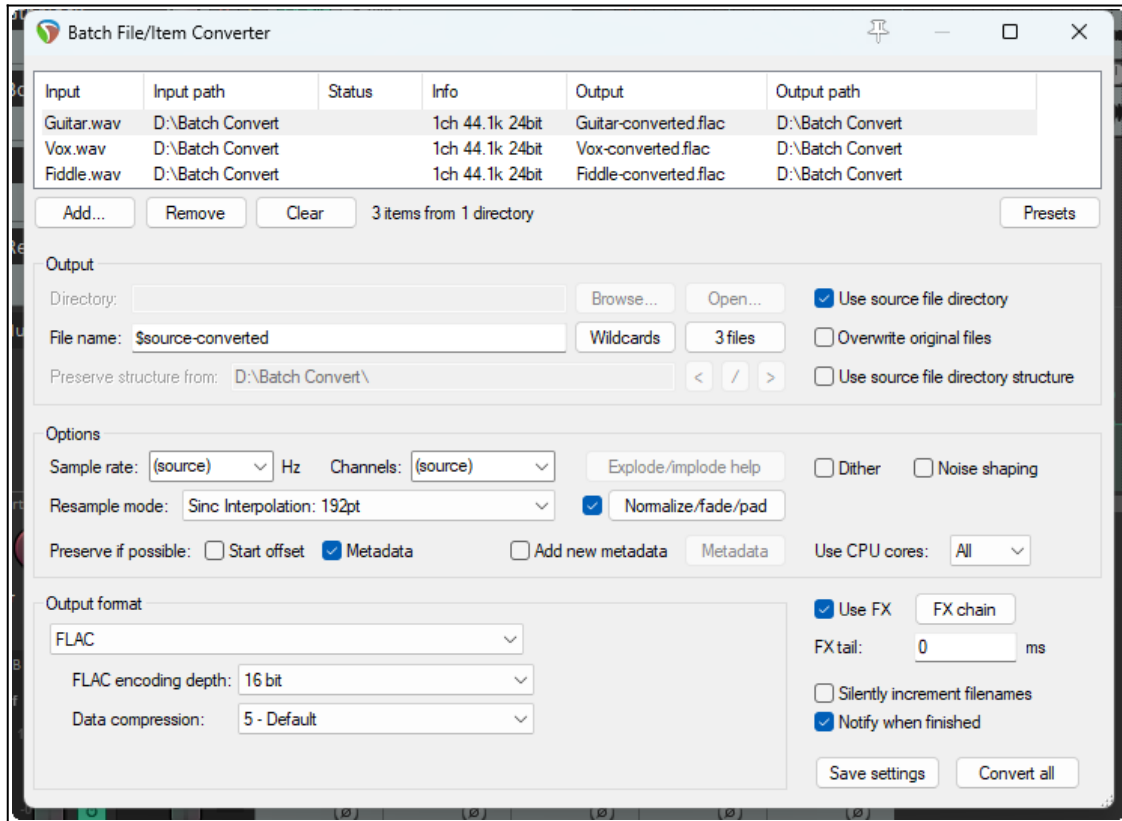 Batch File/Item Converter
Input Input path Status Info Output Output path
Guitar.wav D:\Batch Convert 1ch 44.1k 24bit Guitar-converted.flac D:\Batch Convert
Vox.wav D:\Batch Convert 1ch 44.1k 24bit Vox-converted.flac D:\Batch Convert
Fiddle.wav D:\Batch Convert 1ch 44.1k 24bit Fiddle-converted.flac D:\Batch Convert
Add... Remove Clear 3 items from 1 directory Presets
Output
Directory: Browse... Open... Use source file directory
File name: $source-converted Wildcards 3 files Overwrite original files
Preserve structure from: D:\Batch Convert\ < / > Use source file directory structure
Options
Sample rate: (source) Hz Channels: (source) Explode/implode help Dither Noise shaping
Resample mode: Sinc Interpolation: 192pt Normalize/fade/pad
Preserve if possible: Start offset Metadata Add new metadata Metadata Use CPU cores: All
Output format Use FX FX chain
FLAC
FX tail: 0 ms
FLAC encoding depth: 16 bit
Silently increment filenames
Data compression: 5 - Default Notify when finished
Save settings Convert all